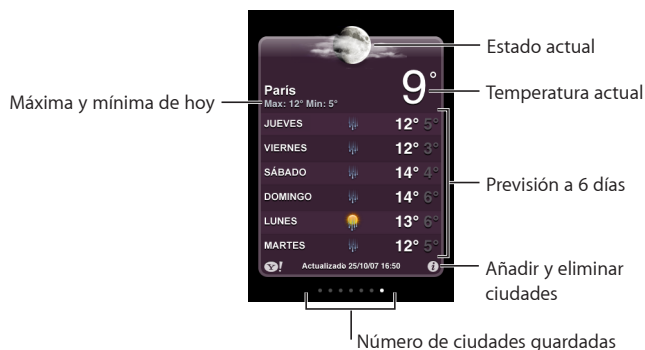 Estado actual
Paris
9°
Temperatura actual
Máxima y mínima de hoy
Max: 12° Min: 5°
JUEVES 12° 5°
VIERNES 12° 3°
SÁBADO 14° 4°
DOMINGO 14° 6°
LUNES 13° 6°
MARTES 12° 5°
Previsión a 6 días
Y! Actualizado 25/10/07 16:50 i
Añadir y eliminar
ciudades
Número de ciudades guardadas